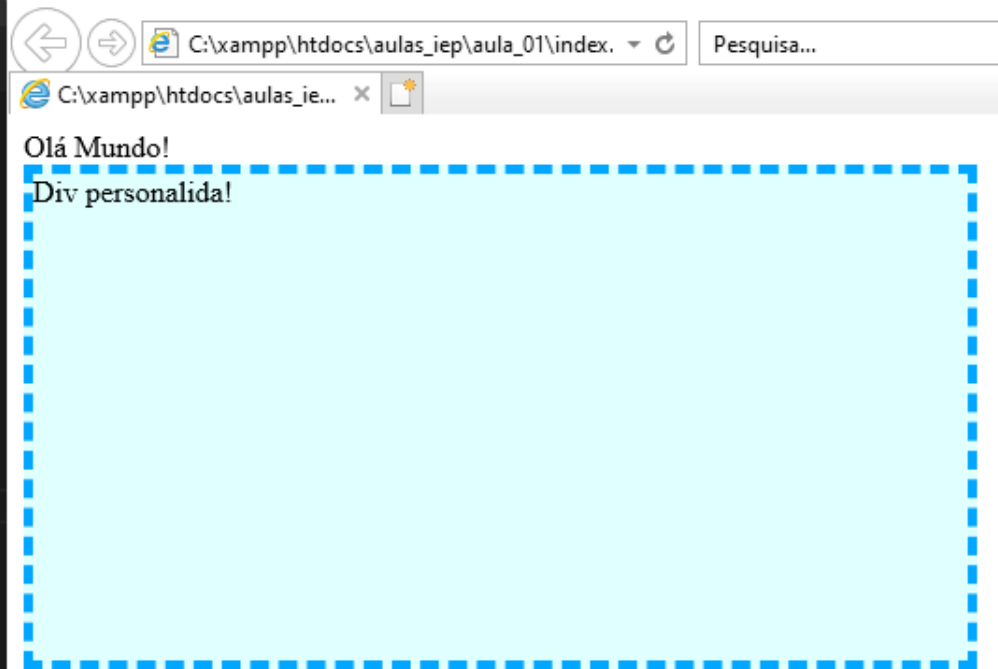 C:\xampp\htdocs\aulas_iep\aula_01\index.
Pesquisa...
C:\xampp\htdocs\aulas_ie...
Olá Mundo!
Div personalida!